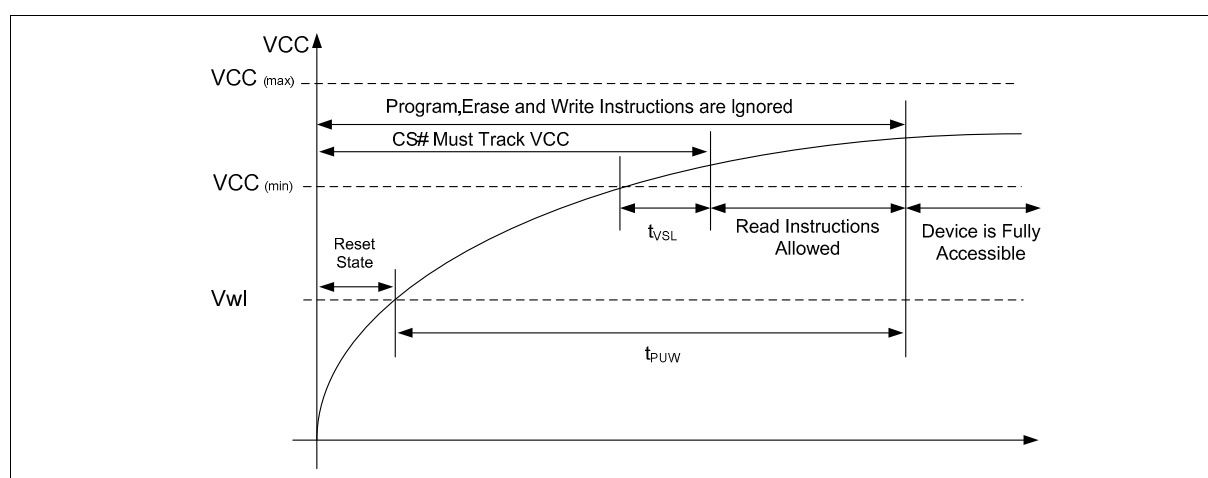 VCC
VCC (max)
Program,Erase and Write Instructions are Ignored
CS# Must Track VCC
VCC (min)
tVSL
Read Instructions
Allowed
Device is Fully
Accessible
Reset
State
Vwl
tPUW